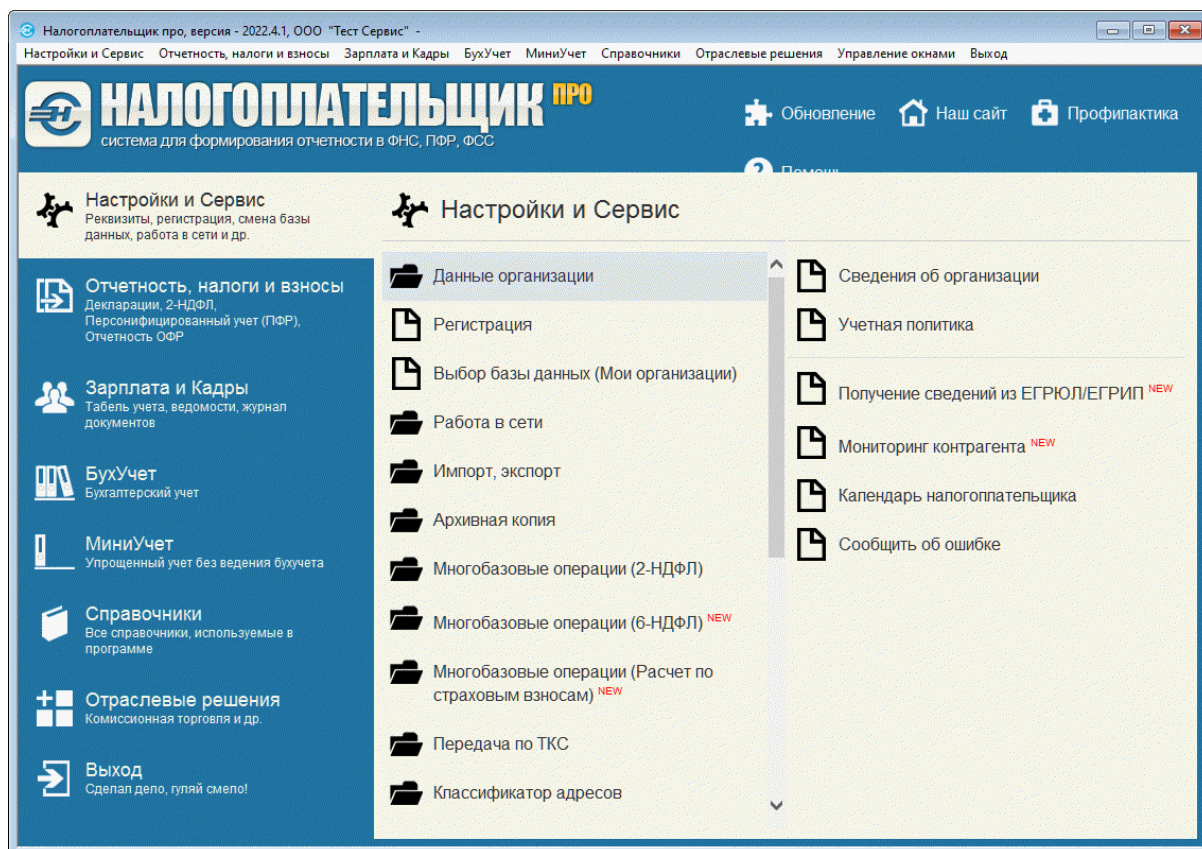 Налогоплательщик про, версия - 2022.4.1, ООО "Тест Сервис" -
Настройки и Сервис Отчетность, налоги и взносы Зарплата и Кадры БухУчет МиниУчет Справочники Отраслевые решения Управление окнами Выход
НАЛОГОПЛАТЕЛЬЩИК ПРО
система для формирования отчетности в ФНС, ПФР, ФСС
Обновление Наш сайт Профилактика
Помощь
Настройки и Сервис
Реквизиты, регистрация, смена базы
данных, работа в сети и др.
Отчетность, налоги и взносы
Декларации, 2-НДФЛ,
Персонифицированный учет (ПФР),
Отчетность ОФР
Зарплата и Кадры
Табель учета, ведомости, журнал
документов
БухУчет
Бухгалтерский учет
МиниУчет
Упрощенный учет без ведения бухучета
Справочники
Все справочники, используемые в
программе
Отраслевые решения
Комиссионная торговля и др.
Выход
Сделал дело, гуляй смело!
Настройки и Сервис
Данные организации
Регистрация
Выбор базы данных (Мои организации)
Работа в сети
Импорт, экспорт
Архивная копия
Многобазовые операции (2-НДФЛ)
Многобазовые операции (6-НДФЛ) NEW
Многобазовые операции (Расчет по
страховым взносам) NEW
Передача по ТКС
Классификатор адресов
Сведения об организации
Учетная политика
Получение сведений из ЕГРЮЛ/ЕГРИП NEW
Мониторинг контрагента NEW
Календарь налогоплательщика
Сообщить об ошибке